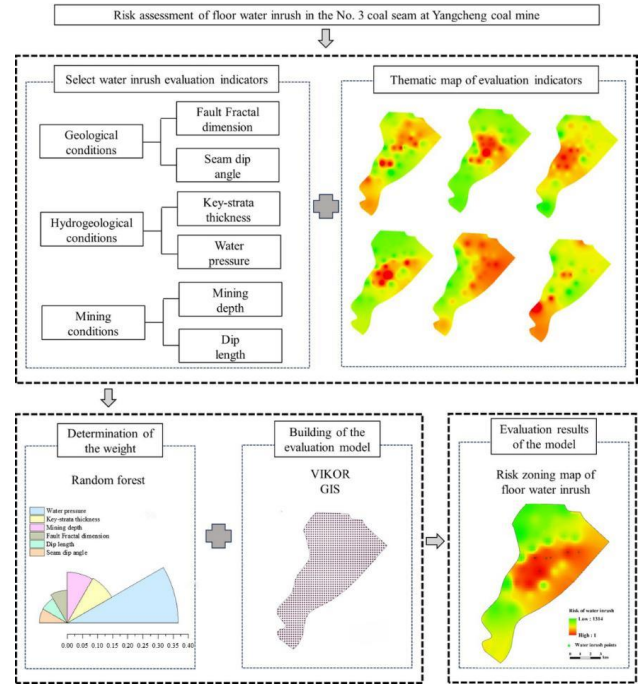 Risk assessment of floor water inrush in the No. 3 coal seam at Yangcheng coal mine
Select water inrush evaluation indicators
Geological
conditions
Fault Fractal
dimension
Seam dip
angle
Hydrogeological
conditions
Key-strata
thickness
Water
pressure
Mining
conditions
Mining
depth
Dip
length
Thematic map of evaluation indicators
Determination of
the weight
Random forest
Water pressure
Key-strata thickness
Mining depth
Fault Fractal dimension
Dip length
Seam dip angle
0.00 0.05 0.10 0.15 0.20 0.25 0.30 0.35 0.40
Building of the
evaluation model
VIKOR
GIS
Evaluation results
of the model
Risk zoning map of
floor water inrush
Risk of water inrush
Low : 1314
High : 1
Water inrush points